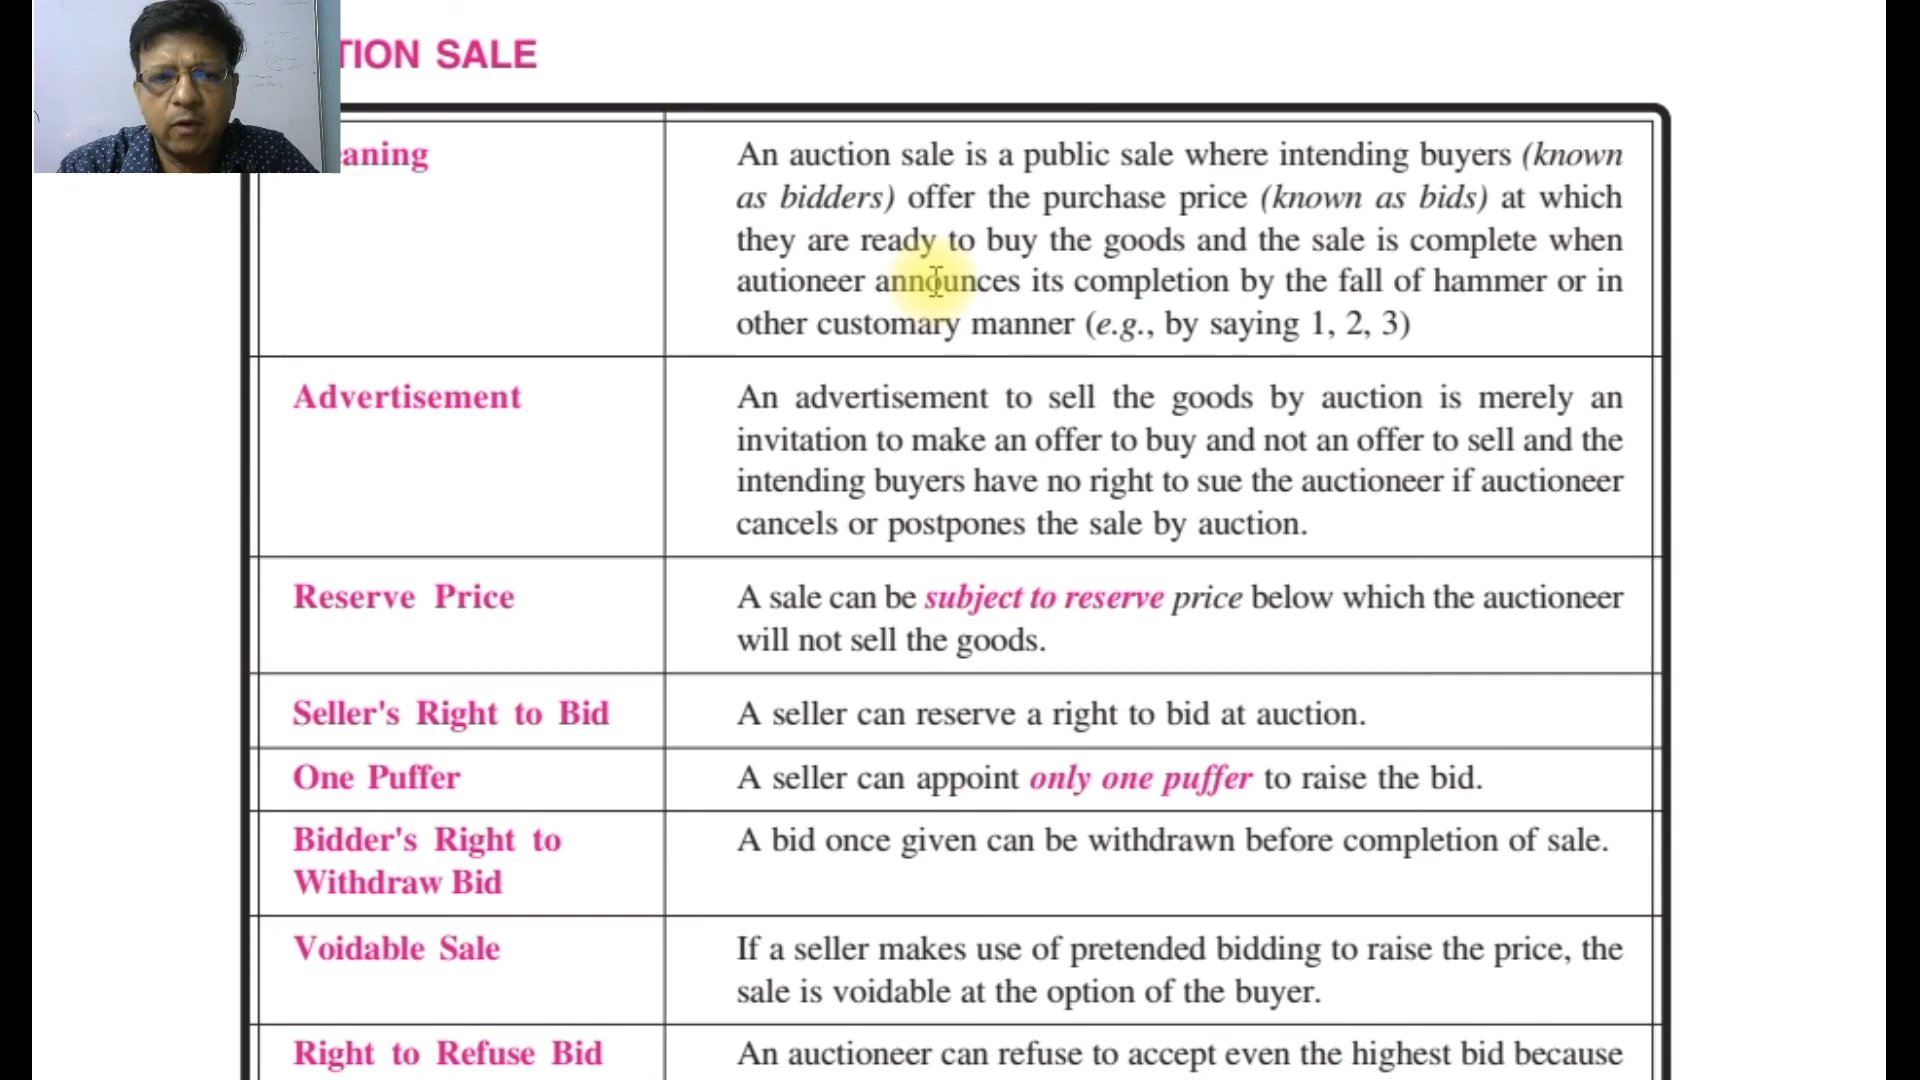 TION SALE
eaning
An auction sale is a public sale where intending buyers (known
as bidders) offer the purchase price (known as bids) at which
they are ready to buy the goods and the sale is complete when
autioneer announces its completion by the fall of hammer or in
other customary manner (e.g., by saying 1, 2, 3)
Advertisement
An advertisement to sell the goods by auction is merely an
invitation to make an offer to buy and not an offer to sell and the
intending buyers have no right to sue the auctioneer if auctioneer
cancels or postpones the sale by auction.
Reserve Price
A sale can be subject to reserve price below which the auctioneer
will not sell the goods.
Seller's Right to Bid
A seller can reserve a right to bid at auction.
One Puffer
A seller can appoint only one puffer to raise the bid.
Bidder's Right to
Withdraw Bid
A bid once given can be withdrawn before completion of sale.
Voidable Sale
If a seller makes use of pretended bidding to raise the price, the
sale is voidable at the option of the buyer.
Right to Refuse Bid
An auctioneer can refuse to accept even the highest bid because